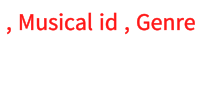 , Musical id , Genre